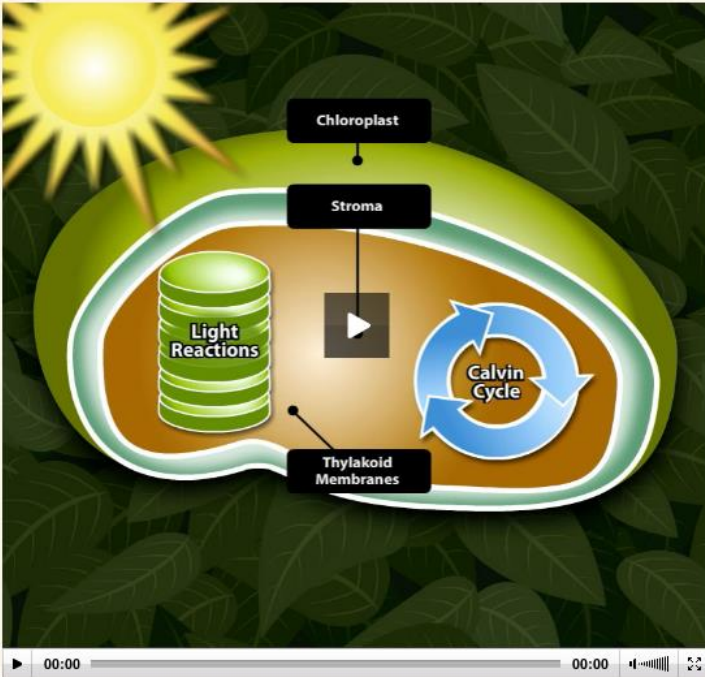 Chloroplast
Stroma
Light
Reactions
Calvin
Cycle
Thylakoid
Membranes
00:00
00:00